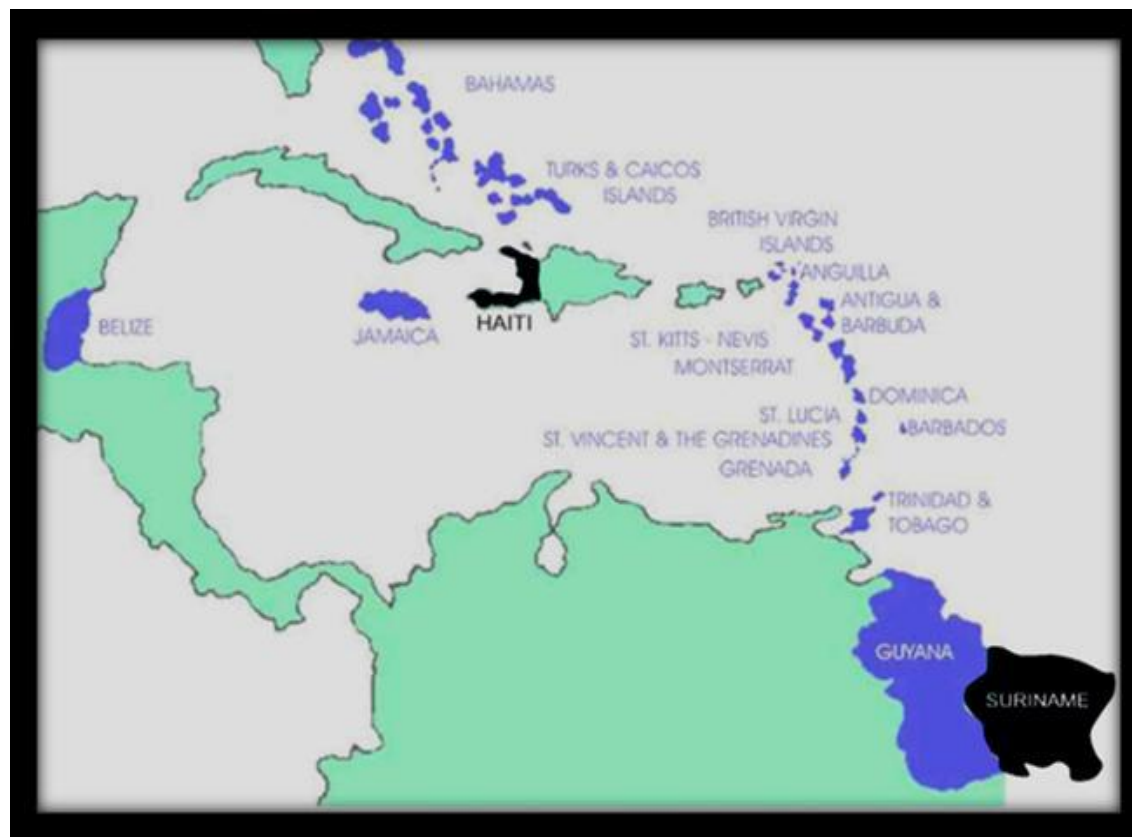 BAHAMAS
TURKS & CAICOS
ISLANDS
BRITISH VIRGIN
ISLANDS
ANGUILLA
ANTIGUA &
BARBUDA
BELIZE
JAMAICA
HAITI
ST. KITTS - NEVIS
MONTSERRAT
DOMINICA
ST. LUCIA
BARBADOS
ST. VINCENT & THE GRENADINES
GRENADA
TRINIDAD &
TOBAGO
GUYANA
SURINAME